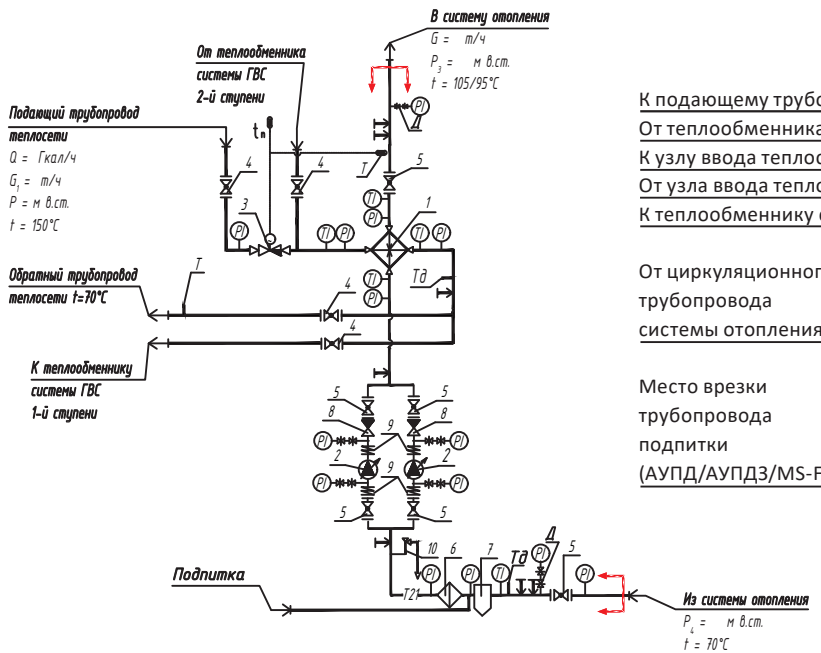 В систему отопления
G = т/ч
P₃ = м в.ст.
t = 105/95°C
От теплообменника
системы ГВС
2-й ступени
Подающий трубопровод
теплосети
Q = Гкал/ч
G₁ = т/ч
P = м в.ст.
t = 150°C
tн
PI
Д
4
4
T
5
3
PI
TI
PI
TI
PI
1
TI
PI
TI
PI
Обратный трубопровод
теплосети t=70°C
T
4
Tд
4
К теплообменнику
системы ГВС
1-й ступени
5
5
8
8
9
PI
PI
2
2
PI
PI
9
5
5
10
6
7
Tд
Д
5
PI
PI
TI
PI
PI
T21
Подпитка
Из системы отопления
P₄ = м в.ст.
t = 70°C
К подающему трубо
От теплообменника
К узлу ввода теплос
От узла ввода тепло
К теплообменнику
От циркуляционног
трубопровода
системы отопления
Место врезки
трубопровода
подпитки
(АУПД/АУПДЗ/MS-F